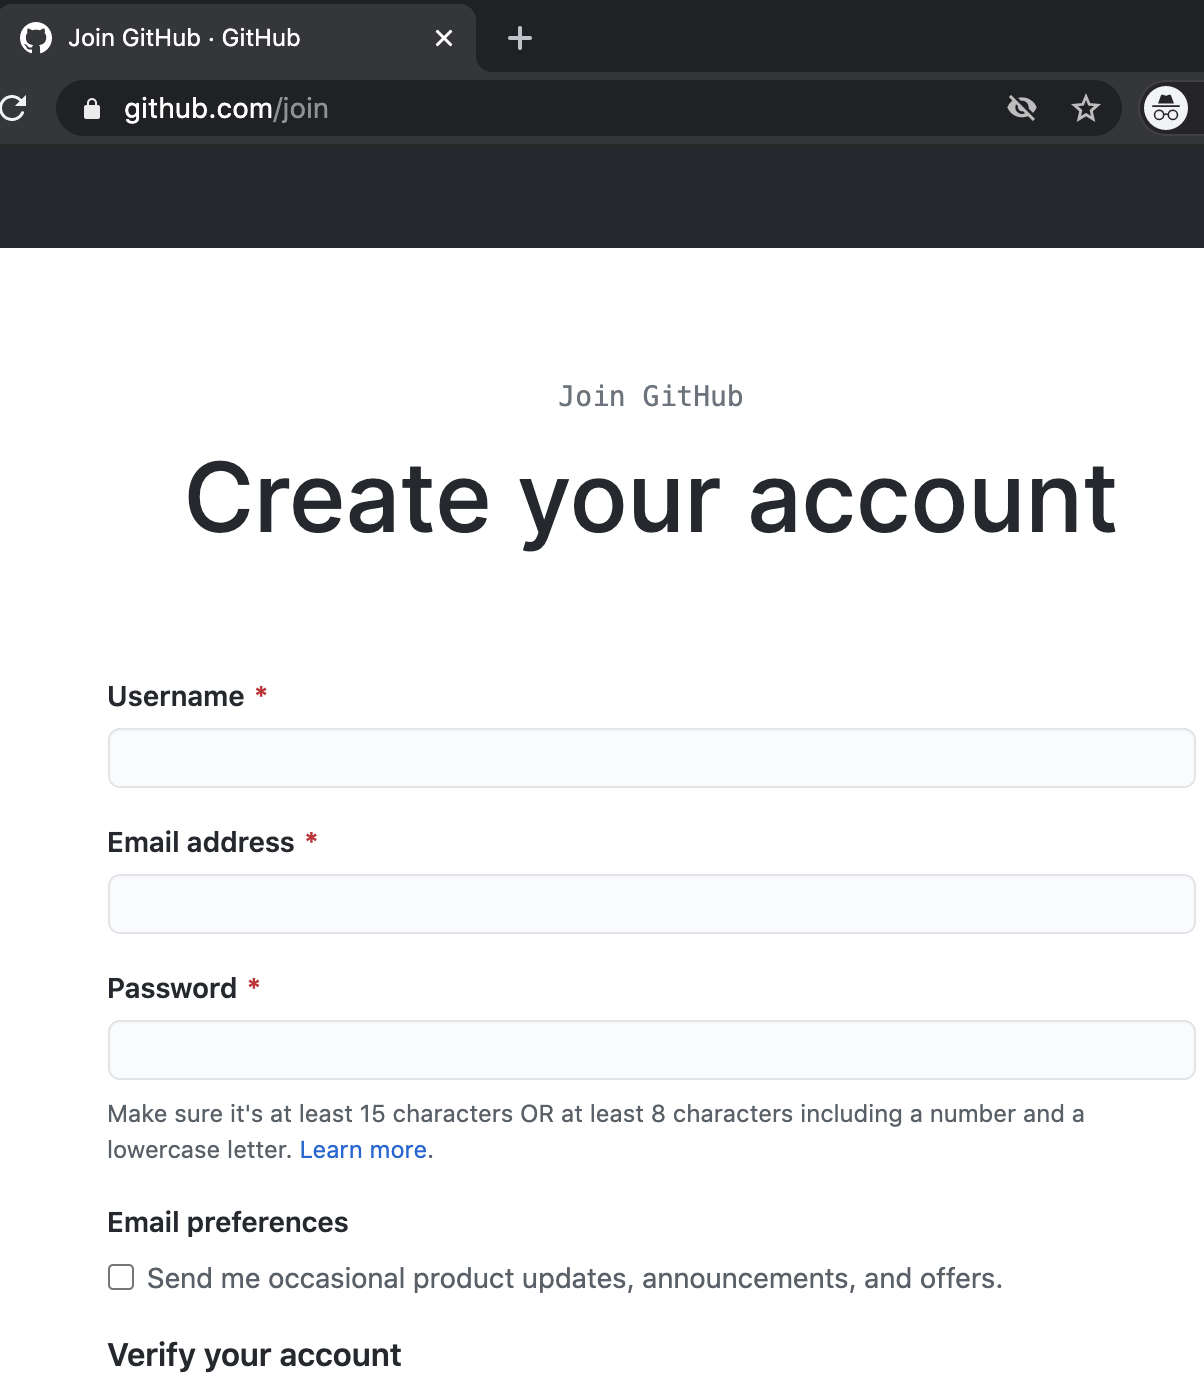 Join GitHub · GitHub
github.com/join
Join GitHub
Create your account
Username *
Email address *
Password *
Make sure it's at least 15 characters OR at least 8 characters including a number and a
lowercase letter. Learn more.
Email preferences
Send me occasional product updates, announcements, and offers.
Verify your account